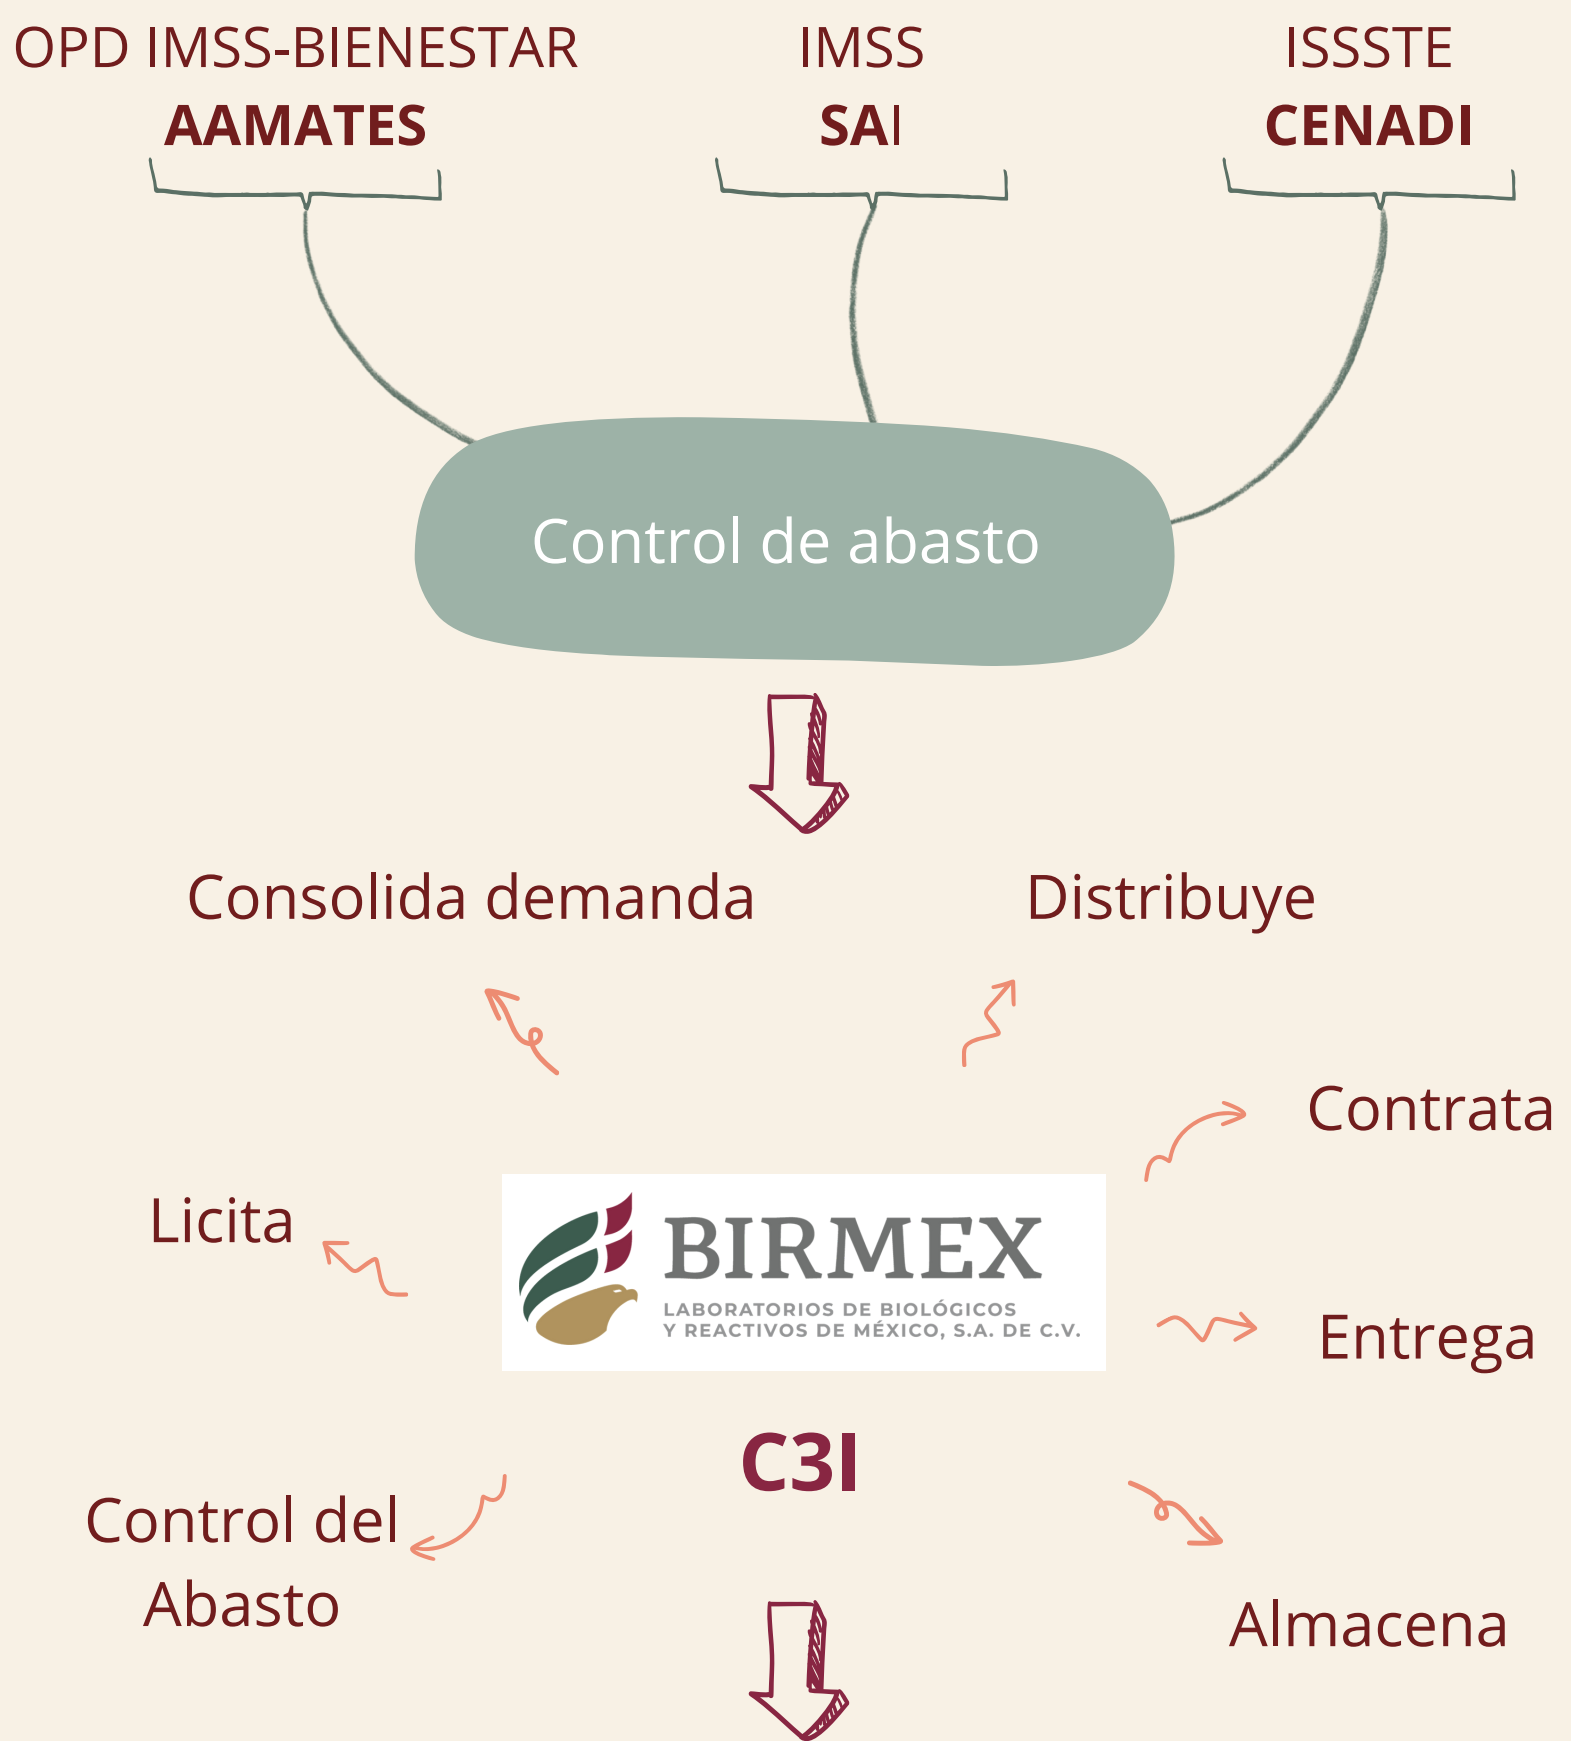 OPD IMSS-BIENESTAR
AAMATES
IMSS
SAI
ISSSTE
CENADI
Control de abasto
Consolida demanda
Distribuye
Contrata
Licita
BIRMEX
LABORATORIOS DE BIOLÓGICOS
Y REACTIVOS DE MÉXICO, S.A. DE C.V.
Entrega
C3I
Control del
Abasto
Almacena